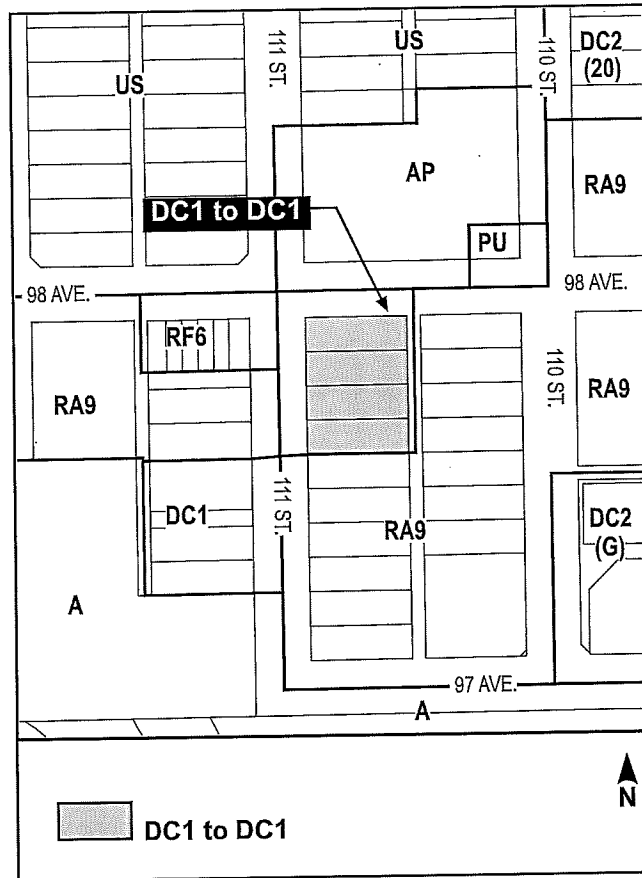 111 ST.
US
110 ST.
DC2
(20)
US
AP
RA9
DC1 to DC1
PU
98 AVE.
98 AVE.
RF6
RA9
110 ST.
RA9
DC1
111 ST.
RA9
DC2
(G)
A
97 AVE.
A
N
DC1 to DC1